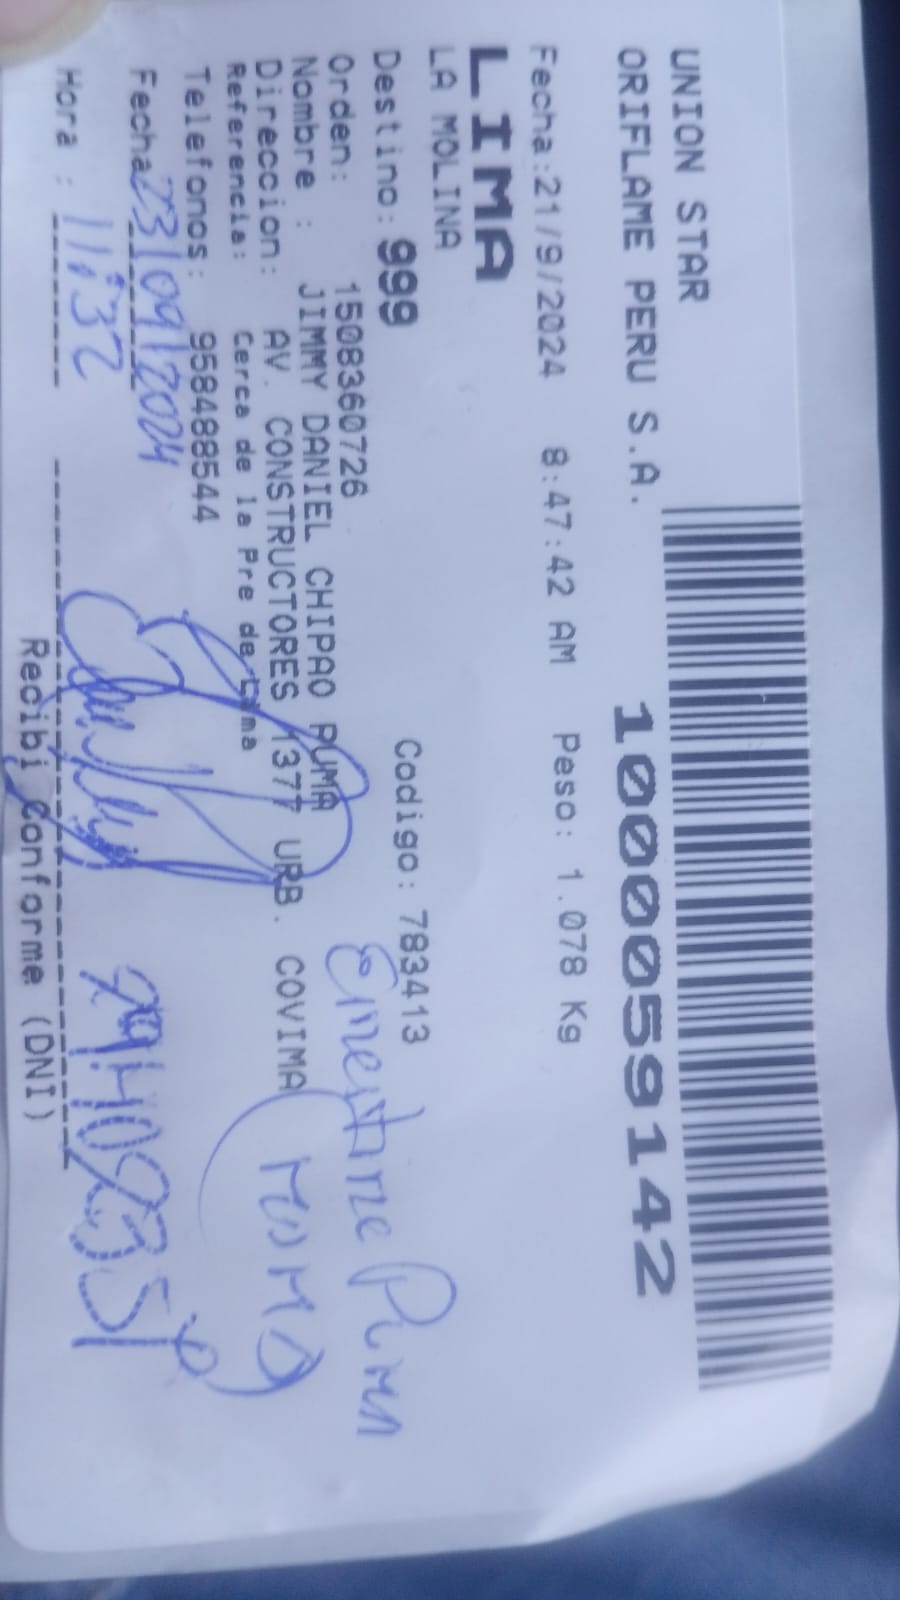 UNION STAR
ORIFLAME PERU S.A.
1000059142
Fecha:21/9/2024 8:47:42 AM Peso: 1.078 Kg
LIMA
LA MOLINA
Destino: 999 Codigo: 783413
Orden: 1508360726
Nombre : JIMMY DANIEL CHIPAO PUMA
Direccion: AV. CONSTRUCTORES 1377 URB. COVIMA
Referencia: Cerca de la Pre de Lima
Telefonos: 958488544
Fecha 23/09/2024
Hora : 11:32
Puma
Recibi Conforme (DNI)